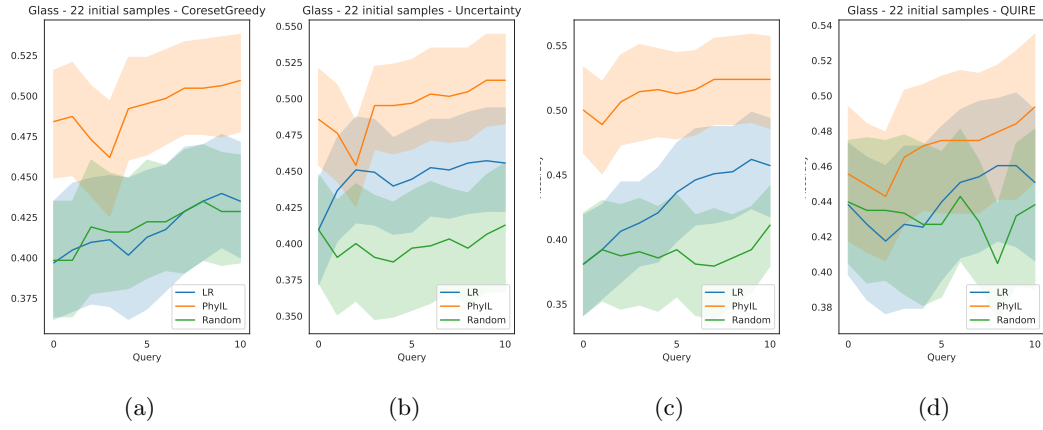 Glass - 22 initial samples - CoresetGreedy
0.525
0.500
0.475
0.450
0.425
0.400
0.375
0
5
10
Query
LR
PhyIL
Random
(a)
Glass - 22 initial samples - Uncertainty
0.550
0.525
0.500
0.475
0.450
0.425
0.400
0.375
0.350
0
5
10
Query
LR
PhyIL
Random
(b)
0.55
0.50
0.45
0.40
0.35
0
5
10
Query
LR
PhyIL
Random
(c)
Glass - 22 initial samples - QUIRE
0.54
0.52
0.50
0.48
0.46
0.44
0.42
0.40
0.38
0
5
10
Query
LR
PhyIL
Random
(d)